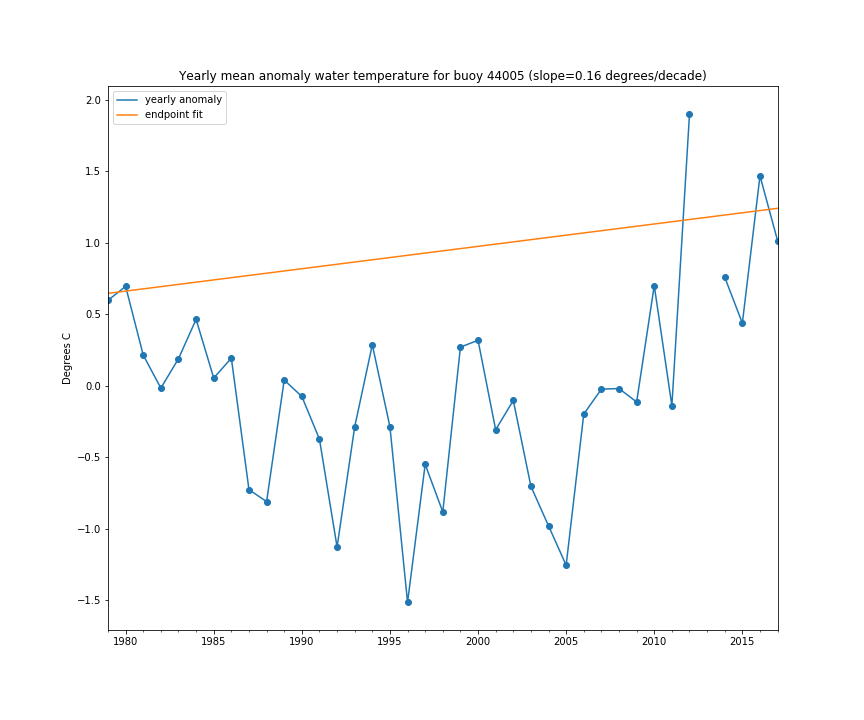 Yearly mean anomaly water temperature for buoy 44005 (slope=0.16 degrees/decade)
yearly anomaly
endpoint fit
Degrees C
2.0
1.5
1.0
0.5
0.0
−0.5
−1.0
−1.5
1980 1985 1990 1995 2000 2005 2010 2015